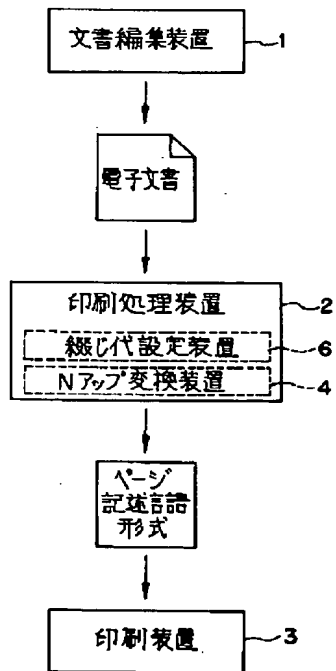 文書編集装置 1
電子文書
印刷処理装置 2
綴じ代設定装置 6
Nアップ変換装置 4
ページ
記述言語
形式
印刷装置 3